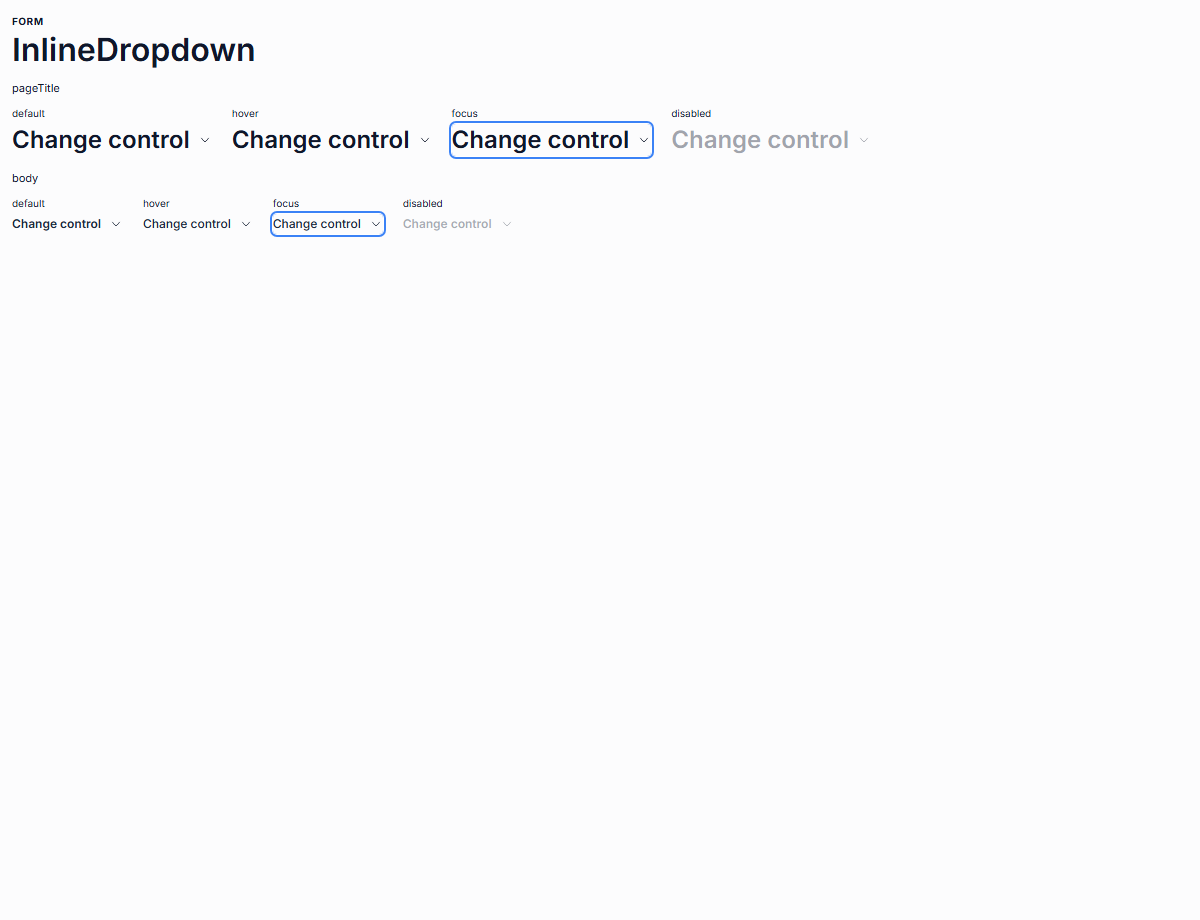 FORM
InlineDropdown
pageTitle
default hover focus disabled
Change control Change control Change control Change control
body
default hover focus disabled
Change control Change control Change control Change control